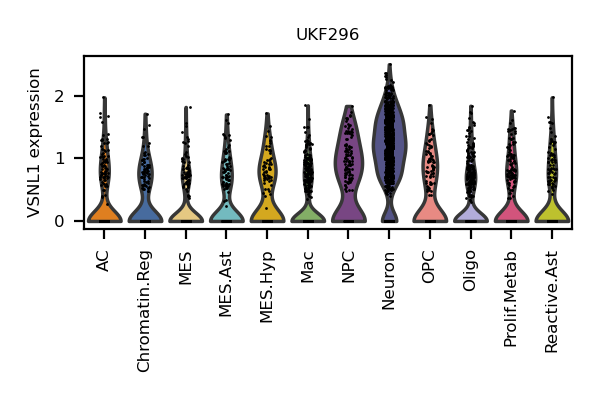 UKF296
VSNL1 expression
2
1
0
AC
Chromatin.Reg
MES
MES.Ast
MES.Hyp
Mac
NPC
Neuron
OPC
Oligo
Prolif.Metab
Reactive.Ast